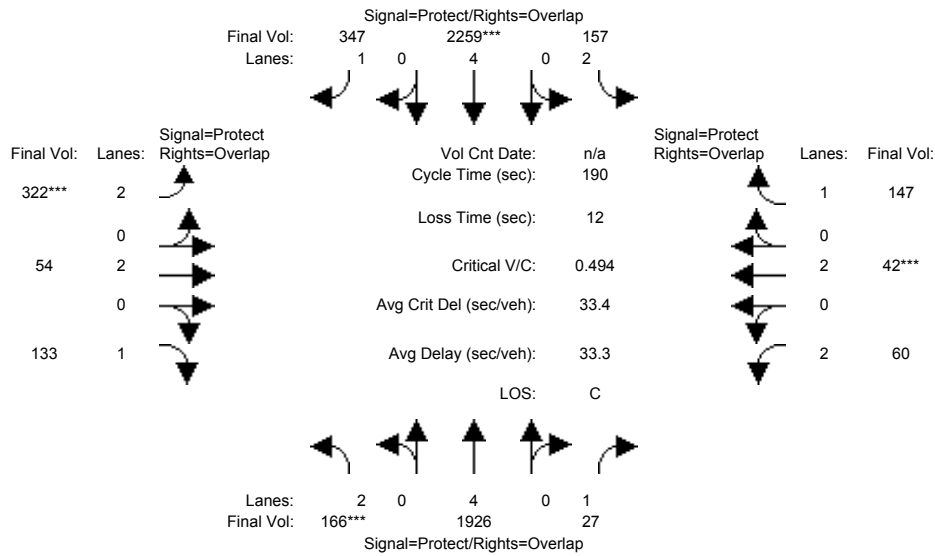 Signal=Protect/Rights=Overlap
Final Vol: 347 2259*** 157
Lanes: 1 0 4 0 2
Signal=Protect
Final Vol: Lanes: Rights=Overlap
Vol Cnt Date: n/a
Signal=Protect
Rights=Overlap Lanes: Final Vol:
Cycle Time (sec): 190
322*** 2
1 147
Loss Time (sec): 12
0
0
54 2
Critical V/C: 0.494
2 42***
0
Avg Crit Del (sec/veh): 33.4
0
133 1
Avg Delay (sec/veh): 33.3
2 60
LOS: C
Lanes: 2 0 4 0 1
Final Vol: 166*** 1926 27
Signal=Protect/Rights=Overlap